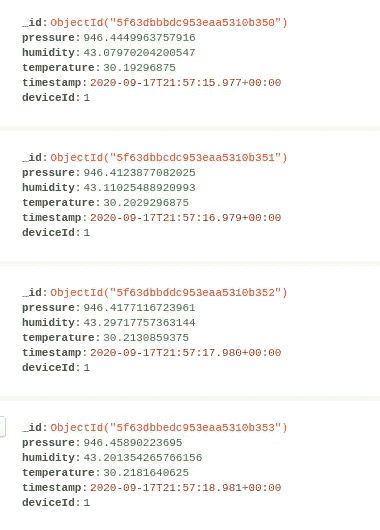 _id: ObjectId("5f63dbbbdc953eaa5310b350")
pressure: 946.4449963757916
humidity: 43.07970204200547
temperature: 30.19296875
timestamp: 2020-09-17T21:57:15.977+00:00
deviceId: 1
_id: ObjectId("5f63dbbcdc953eaa5310b351")
pressure: 946.4123877082025
humidity: 43.11025488920993
temperature: 30.2029296875
timestamp: 2020-09-17T21:57:16.979+00:00
deviceId: 1
_id: ObjectId("5f63dbbddc953eaa5310b352")
pressure: 946.4177116723961
humidity: 43.29717757363144
temperature: 30.2130859375
timestamp: 2020-09-17T21:57:17.980+00:00
deviceId: 1
_id: ObjectId("5f63dbbedc953eaa5310b353")
pressure: 946.45890223695
humidity: 43.201354265766156
temperature: 30.2181640625
timestamp: 2020-09-17T21:57:18.981+00:00
deviceId: 1